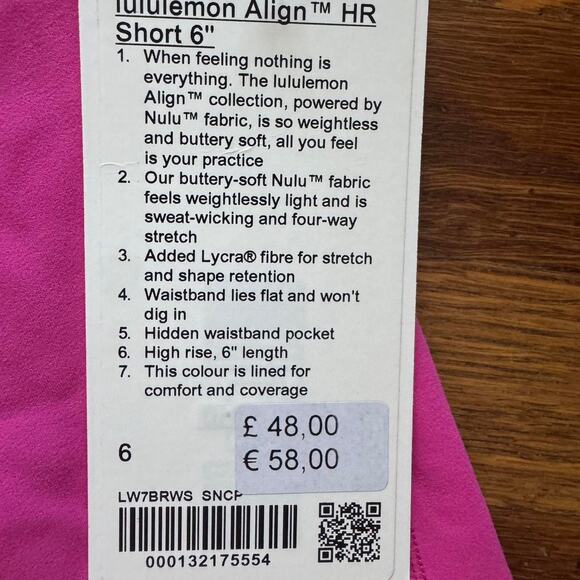 lululemon Align™ HR
Short 6"
1. When feeling nothing is
everything. The lululemon
Align™ collection, powered by
Nulu™ fabric, is so weightless
and buttery soft, all you feel
is your practice
2. Our buttery-soft Nulu™ fabric
feels weightlessly light and is
sweat-wicking and four-way
stretch
3. Added Lycra® fibre for stretch
and shape retention
4. Waistband lies flat and won't
dig in
5. Hidden waistband pocket
6. High rise, 6" length
7. This colour is lined for
comfort and coverage
£ 48,00
€ 58,00
6
LW7BRWS SNCP
000132175554